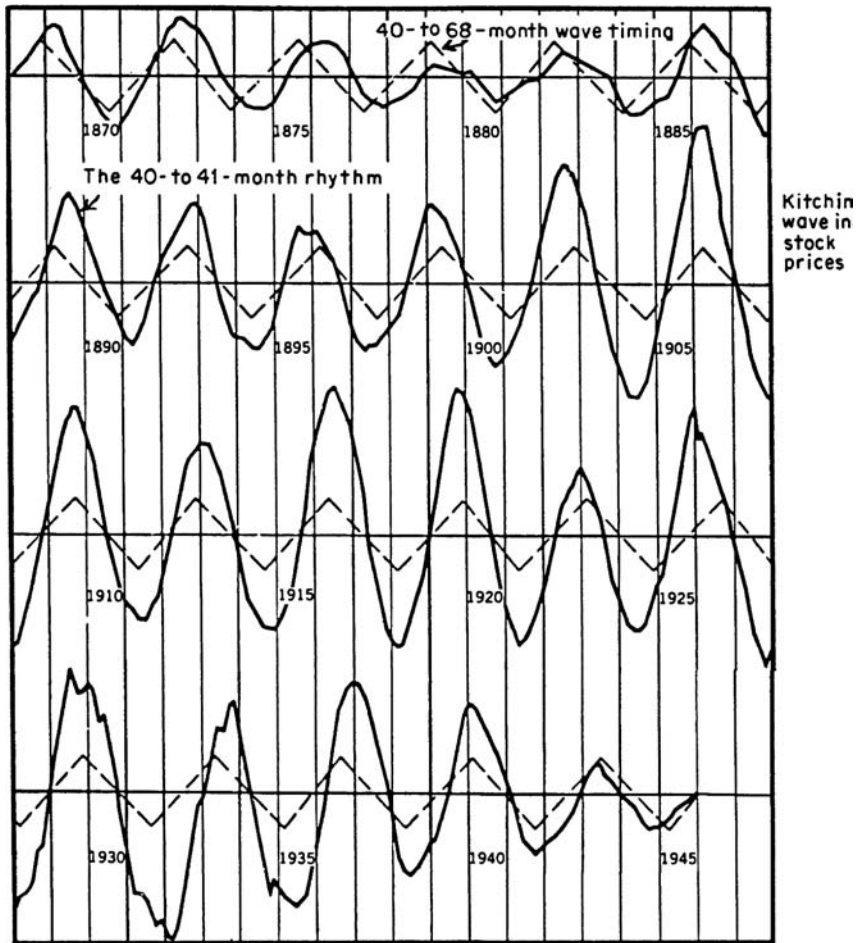 40-to 68-month wave timing
1870
1875
1880
1885
The 40-to 41-month rhythm
Kitchin
wave in
stock
prices
1890
1895
1900
1905
1910
1915
1920
1925
1930
1935
1940
1945